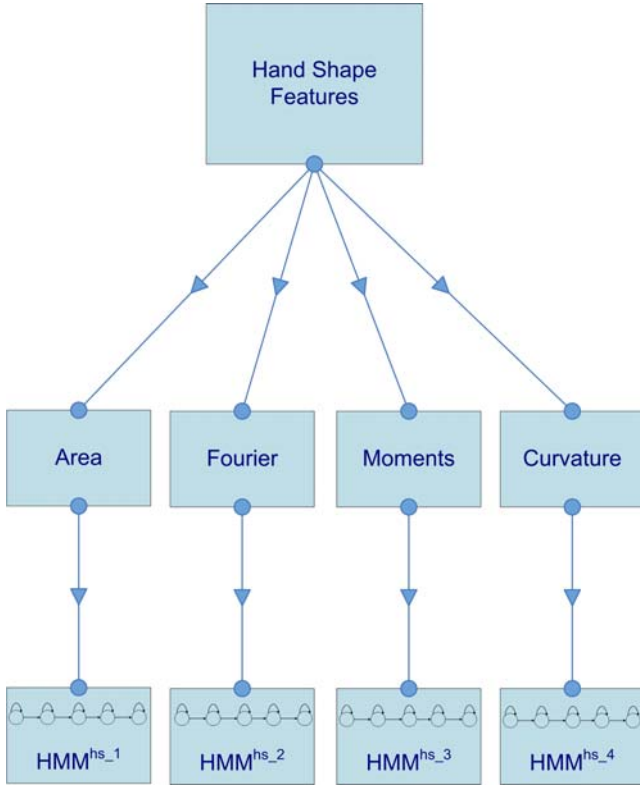 Hand Shape
Features
Area
Fourier
Moments
Curvature
HMM^hs_1
HMM^hs_2
HMM^hs_3
HMM^hs_4